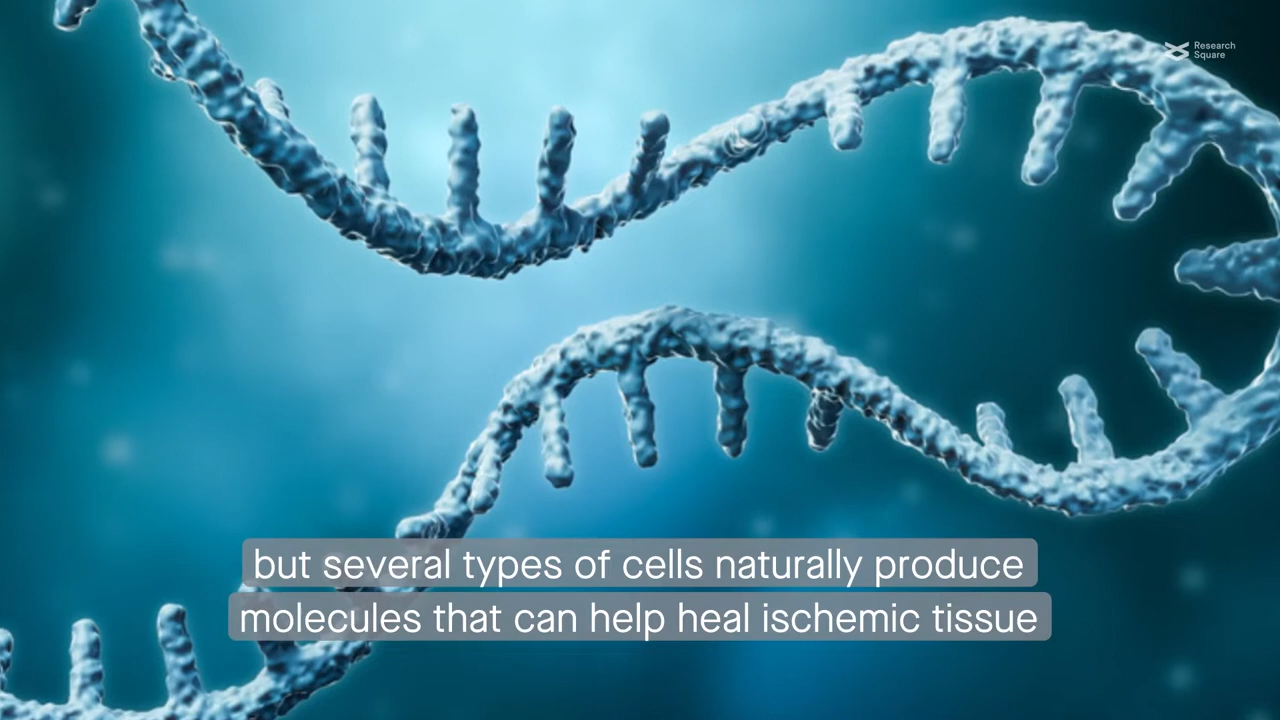 Research
Square
but several types of cells naturally produce
molecules that can help heal ischemic tissue